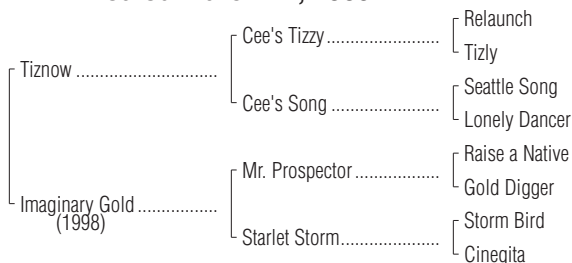 Relaunch
Cee's Tizzy
Tizly
Tiznow
Seattle Song
Cee's Song
Lonely Dancer
Raise a Native
Mr. Prospector
Gold Digger
Imaginary Gold
(1998)
Storm Bird
Starlet Storm
Cinegita